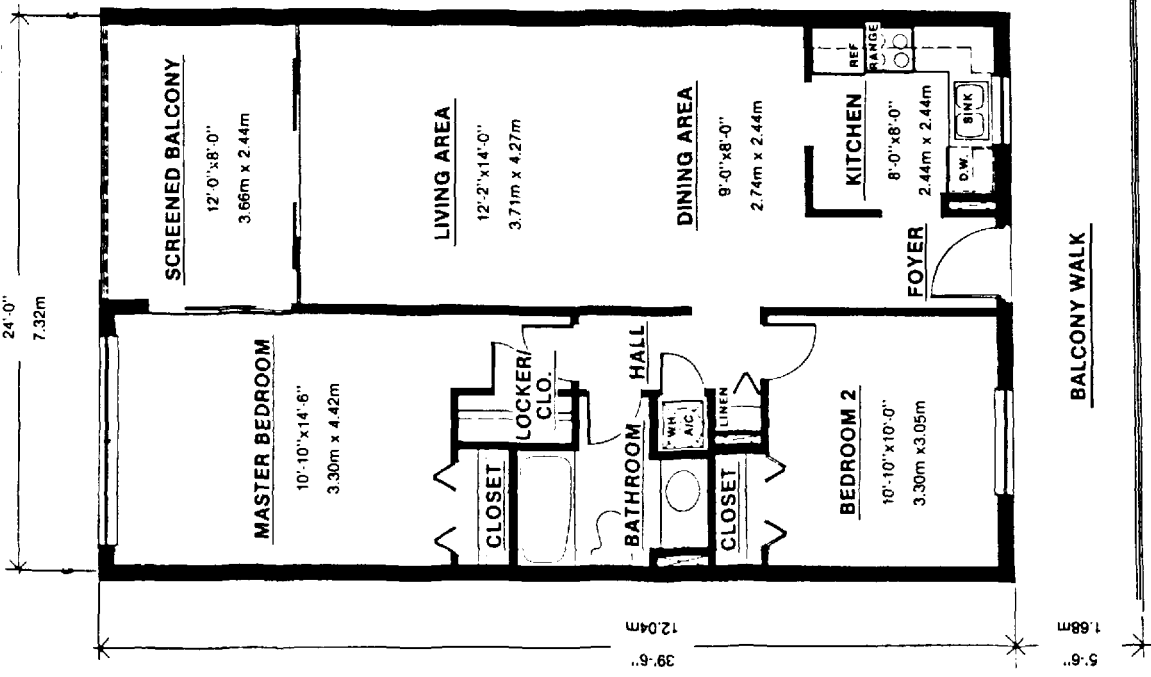 24'-0"
7.32m
SCREENED BALCONY
12'-0"x8'-0"
3.66m x 2.44m
MASTER BEDROOM
10'-10"x14'-6"
3.30m x 4.42m
LIVING AREA
12'-2"x14'-0"
3.71m x 4.27m
CLOSET
LOCKER/
CLO.
HALL
BATHROOM
W.H.
A/C
LINEN
CLOSET
DINING AREA
9'-0"x8'-0"
2.74m x 2.44m
BEDROOM 2
10'-10"x10'-0"
3.30m x3.05m
KITCHEN
8'-0"x8'-0"
2.44m x 2.44m
REF
RANGE
SINK
D.W.
FOYER
BALCONY WALK
39'-6"
12.04m
5'-6"
1.68m